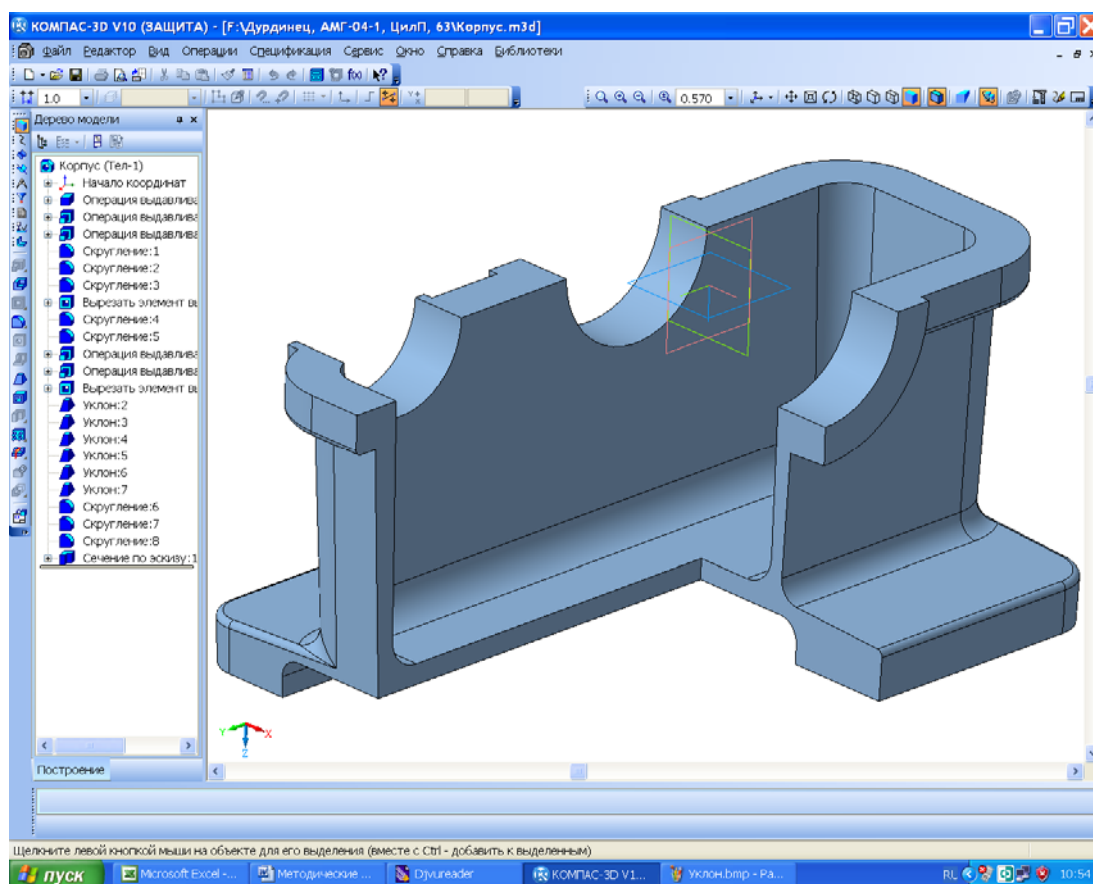 КОМПАС-3D V10 (ЗАЩИТА) - [F:\Дурдинец, АМГ-04-1, ЦилП, 63\Корпус.m3d]
Файл Редактор Вид Операции Спецификация Сервис Окно Справка Библиотеки
1.0
0.570
Дерево модели
Корпус (Тел-1)
Начало координат
Операция выдавлива
Операция выдавлива
Операция выдавлива
Скругление:1
Скругление:2
Скругление:3
Вырезать элемент вы
Скругление:4
Скругление:5
Операция выдавлива
Операция выдавлива
Вырезать элемент вы
Уклон:2
Уклон:3
Уклон:4
Уклон:5
Уклон:6
Уклон:7
Скругление:6
Скругление:7
Скругление:8
Сечение по эскизу:1
Y X
Z
Построение
Щелкните левой кнопкой мыши на объекте для его выделения (вместе с Ctrl - добавить к выделенным)
пуск Microsoft Excel -... Методические ... Djvureader КОМПАС-3D V1... Уклон.bmp - Pa... RU 10:54